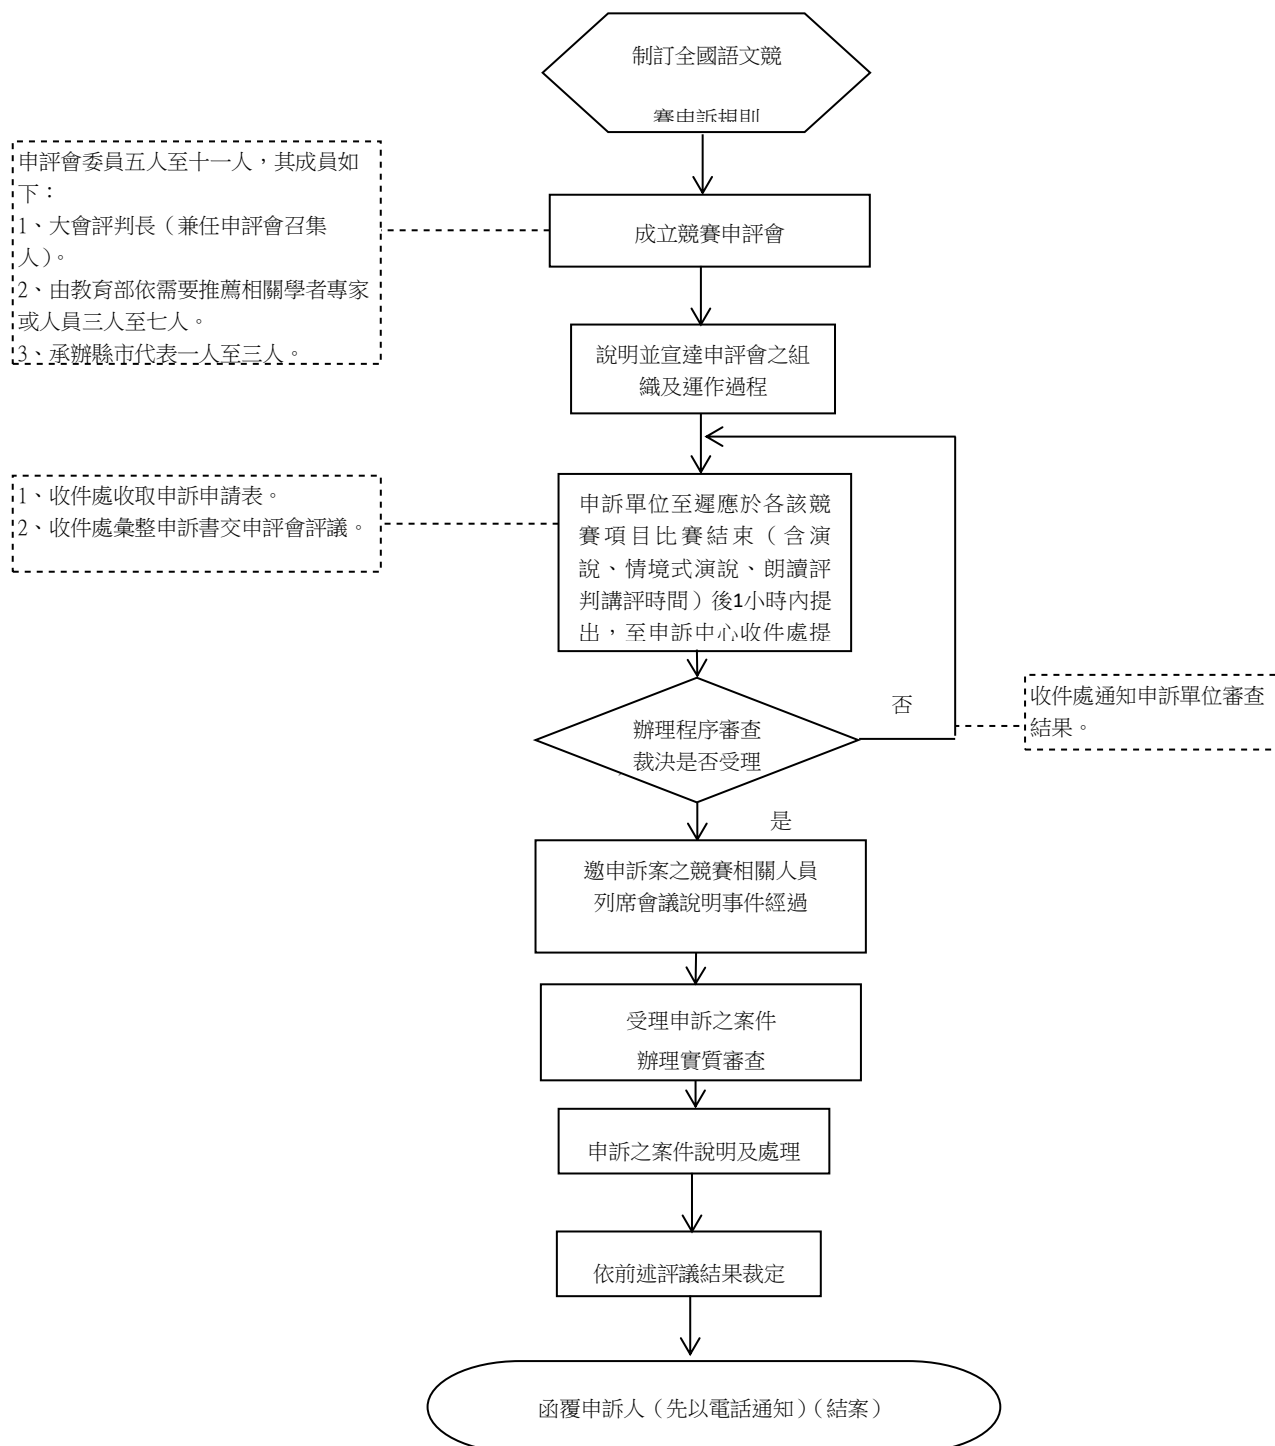 制訂全國語文競
賽申訴規則
申評會委員五人至十一人，其成員如
下：
1、大會評判長（兼任申評會召集
人）。
2、由教育部依需要推薦相關學者專家
或人員三人至七人。
3、承辦縣市代表一人至三人。
成立競賽申評會
說明並宣達申評會之組
織及運作過程
1、收件處收取申訴申請表。
2、收件處彙整申訴書交申評會評議。
申訴單位至遲應於各該競
賽項目比賽結束（含演
說、情境式演說、朗讀評
判講評時間）後1小時內提
出，至申訴中心收件處提
否
收件處通知申訴單位審查
結果。
辦理程序審查
裁決是否受理
是
邀申訴案之競賽相關人員
列席會議說明事件經過
受理申訴之案件
辦理實質審查
申訴之案件說明及處理
依前述評議結果裁定
函覆申訴人（先以電話通知）（結案）